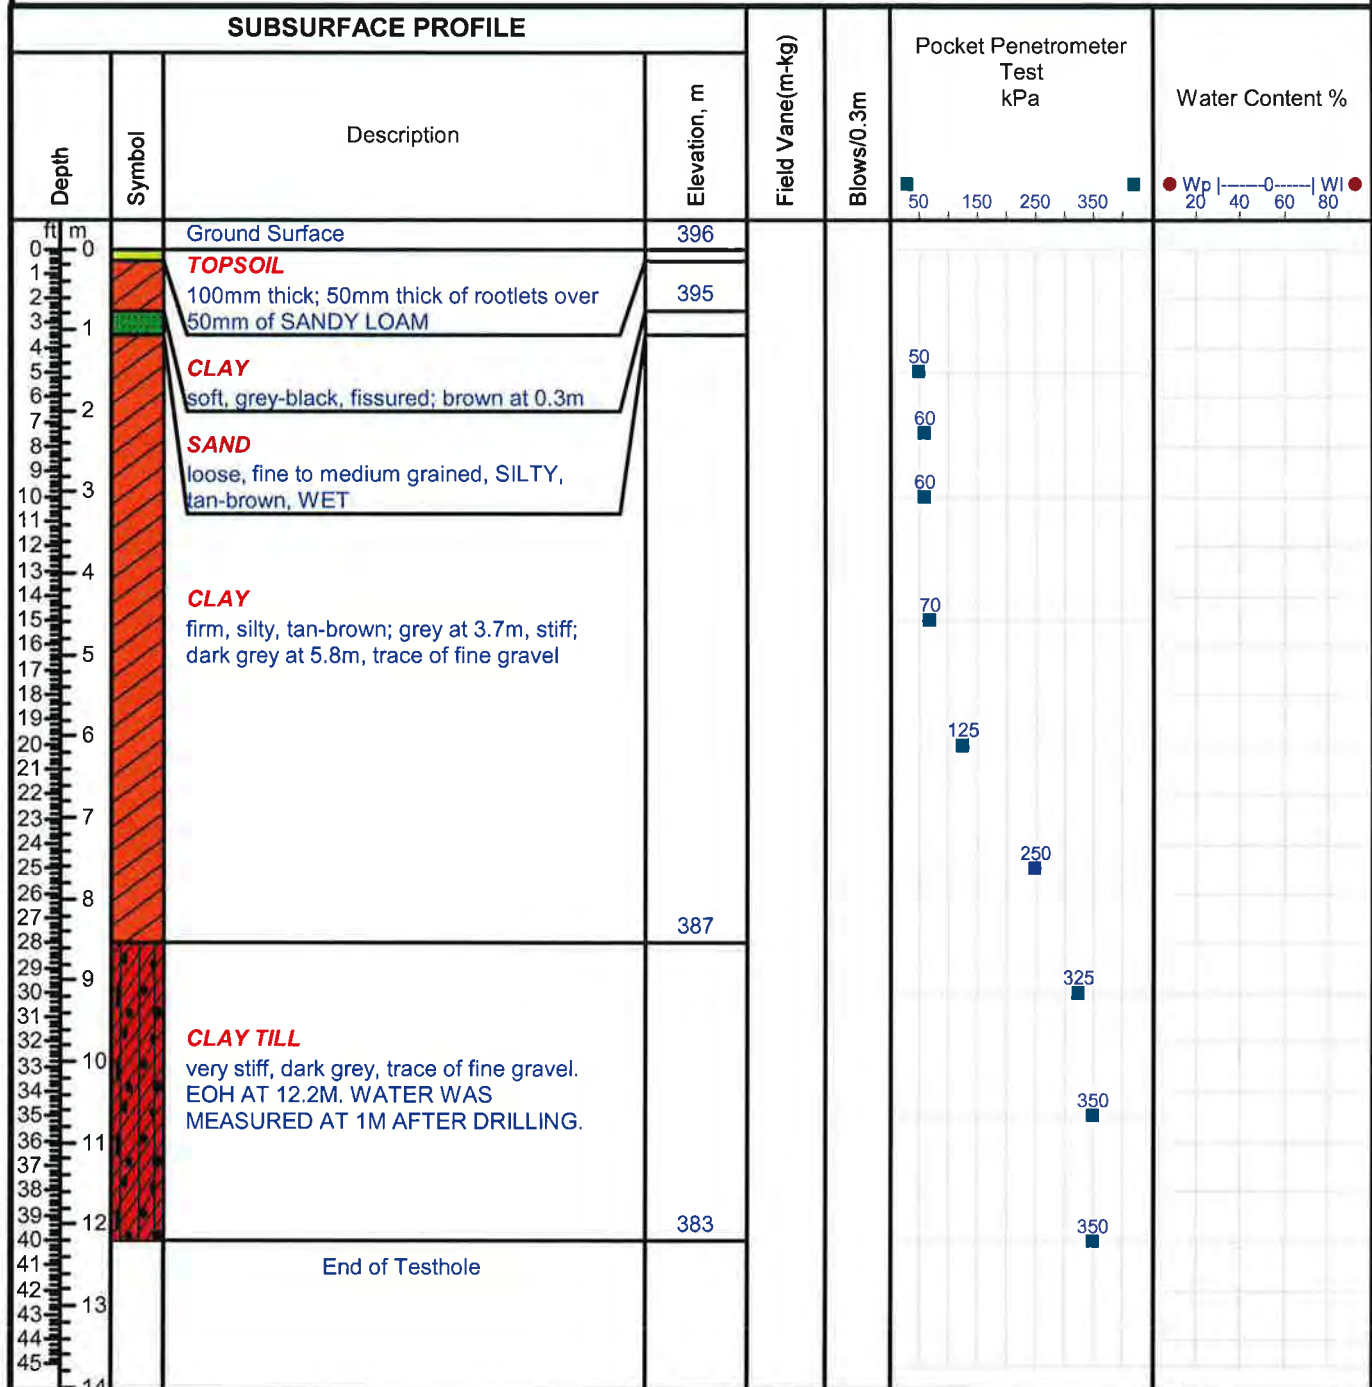 SUBSURFACE PROFILE
Depth
Symbol
Description
Elevation, m
Field Vane(m-kg)
Blows/0.3m
Pocket Penetrometer
Test
kPa
50 150 250 350
Water Content %
Wp |-------0------| Wl
20 40 60 80
ft m
0 0
1
2
3
1
4
5
6
2
7
8
9
10 3
11
12
13 4
14
15
16
5
17
18
19
6
20
21
22
23 7
24
25
26
8
27
28
29
9
30
31
32
33 10
34
35
36 11
37
38
39
12
40
41
42
43 13
44
45
14
Ground Surface 396
TOPSOIL
100mm thick; 50mm thick of rootlets over
50mm of SANDY LOAM
395
CLAY
soft, grey-black, fissured; brown at 0.3m
SAND
loose, fine to medium grained, SILTY,
tan-brown, WET
CLAY
firm, silty, tan-brown; grey at 3.7m, stiff;
dark grey at 5.8m, trace of fine gravel
387
CLAY TILL
very stiff, dark grey, trace of fine gravel.
EOH AT 12.2M. WATER WAS
MEASURED AT 1M AFTER DRILLING.
383
End of Testhole
50
60
60
70
125
250
325
350
350